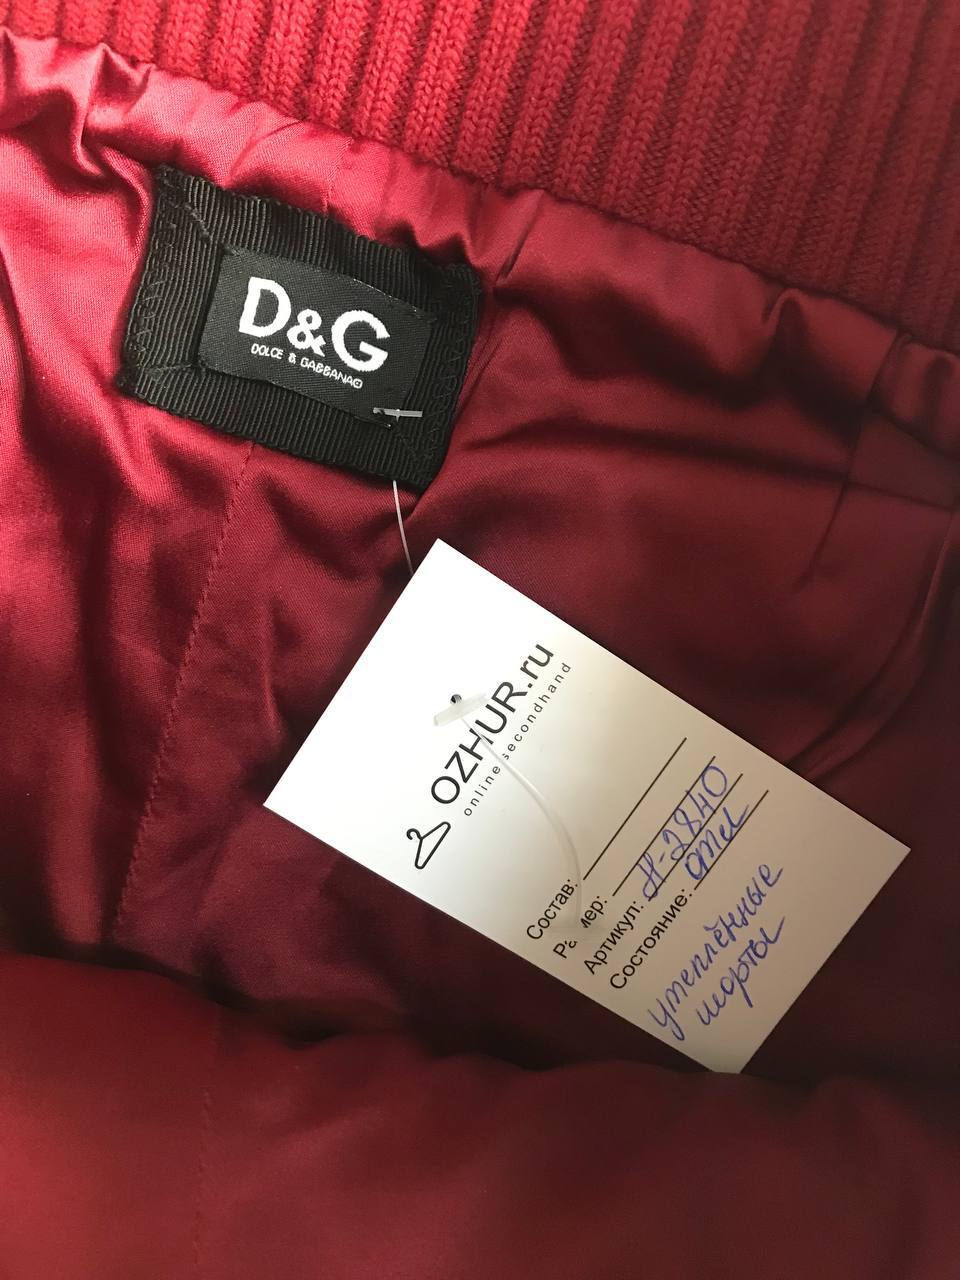 D&G
DOLCE & GABBANA
OZHUR.ru
online secondhand
Состав:
Размер:
Артикул: Н-2840
Состояние: отл
утеплённые
шорты